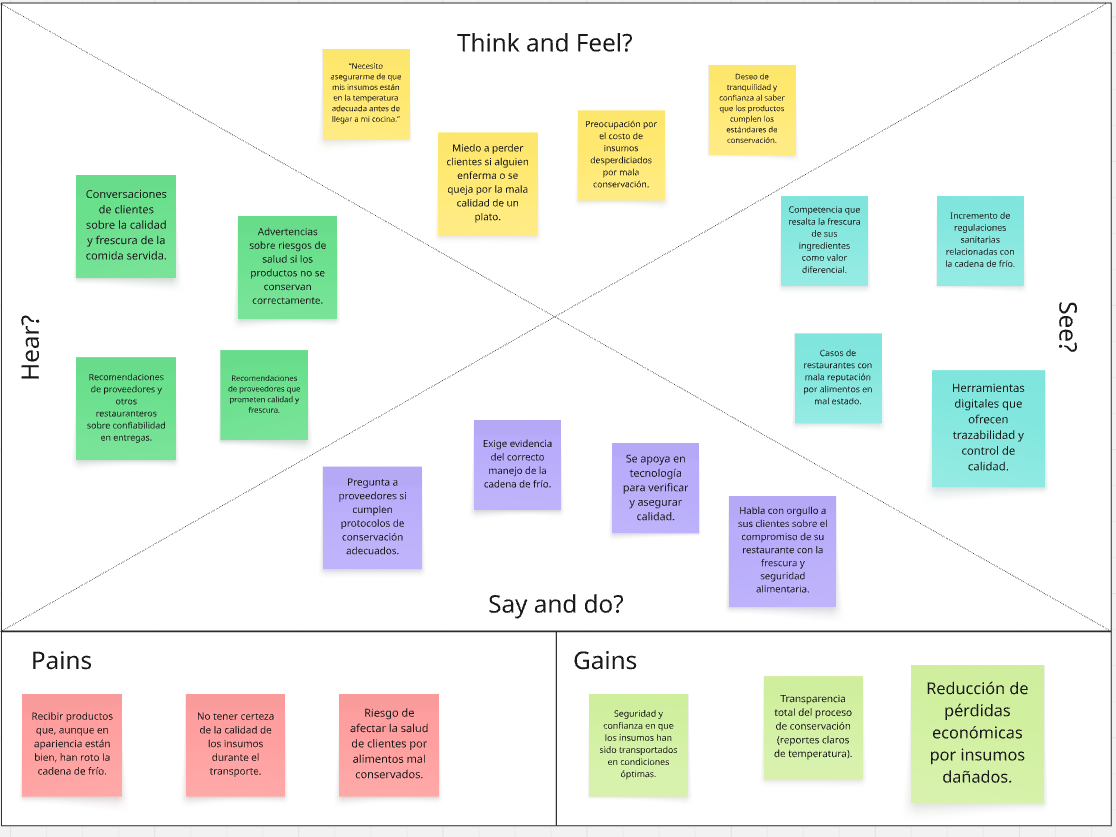 Think and Feel?
“Necesito
asegurarme de que
mis insumos están
en la temperatura
adecuada antes de
llegar a mi cocina.”
Miedo a perder
clientes si alguien
enferma o se
queja por la mala
calidad de un
plato.
Preocupación por
el costo de
insumos
desperdiciados
por mala
conservación.
Deseo de
tranquilidad y
confianza al saber
que los productos
cumplen los
estándares de
conservación.
Hear?
Conversaciones
de clientes
sobre la calidad
y frescura de la
comida servida.
Advertencias
sobre riesgos de
salud si los
productos no se
conservan
correctamente.
Recomendaciones
de proveedores y
otros
restauranteros
sobre confiabilidad
en entregas.
Recomendaciones
de proveedores que
prometen calidad y
frescura.
See?
Competencia que
resalta la frescura
de sus
ingredientes
como valor
diferencial.
Incremento de
regulaciones
sanitarias
relacionadas con
la cadena de frío.
Casos de
restaurantes con
mala reputación
por alimentos en
mal estado.
Herramientas
digitales que
ofrecen
trazabilidad y
control de
calidad.
Pregunta a
proveedores si
cumplen
protocolos de
conservación
adecuados.
Exige evidencia
del correcto
manejo de la
cadena de frío.
Se apoya en
tecnología
para verificar
y asegurar
calidad.
Habla con orgullo a
sus clientes sobre el
compromiso de su
restaurante con la
frescura y
seguridad
alimentaria.
Say and do?
Pains
Recibir productos
que, aunque en
apariencia están
bien, han roto la
cadena de frío.
No tener certeza
de la calidad de
los insumos
durante el
transporte.
Riesgo de
afectar la salud
de clientes por
alimentos mal
conservados.
Gains
Seguridad y
confianza en que
los insumos han
sido transportados
en condiciones
óptimas.
Transparencia
total del proceso
de conservación
(reportes claros
de temperatura).
Reducción de
pérdidas
económicas
por insumos
dañados.